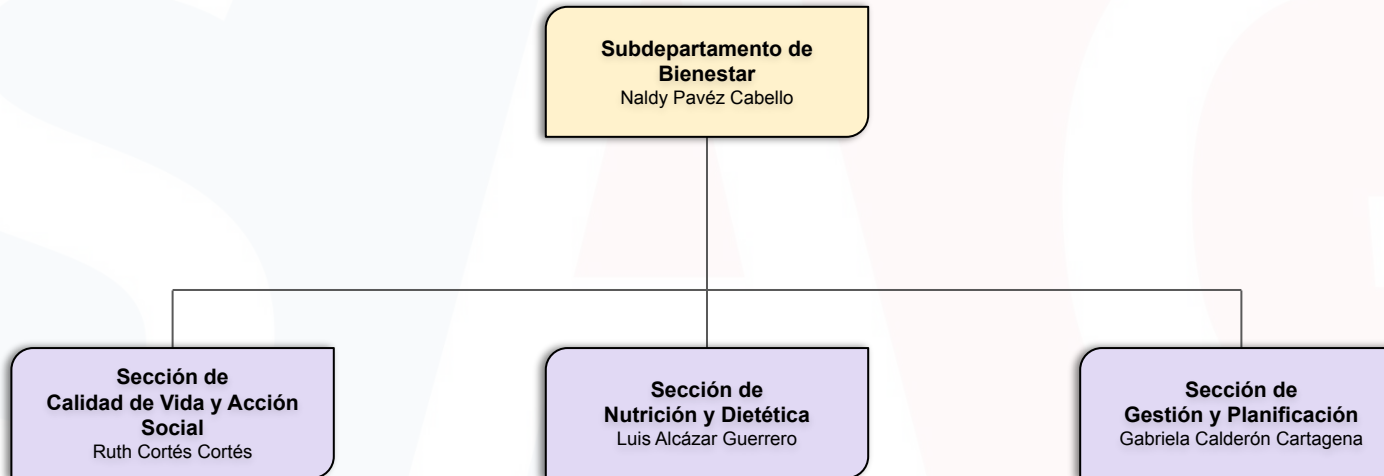 Subdepartamento de
Bienestar
Naldy Pavéz Cabello
Sección de
Calidad de Vida y Acción
Social
Ruth Cortés Cortés
Sección de
Nutrición y Dietética
Luis Alcázar Guerrero
Sección de
Gestión y Planificación
Gabriela Calderón Cartagena